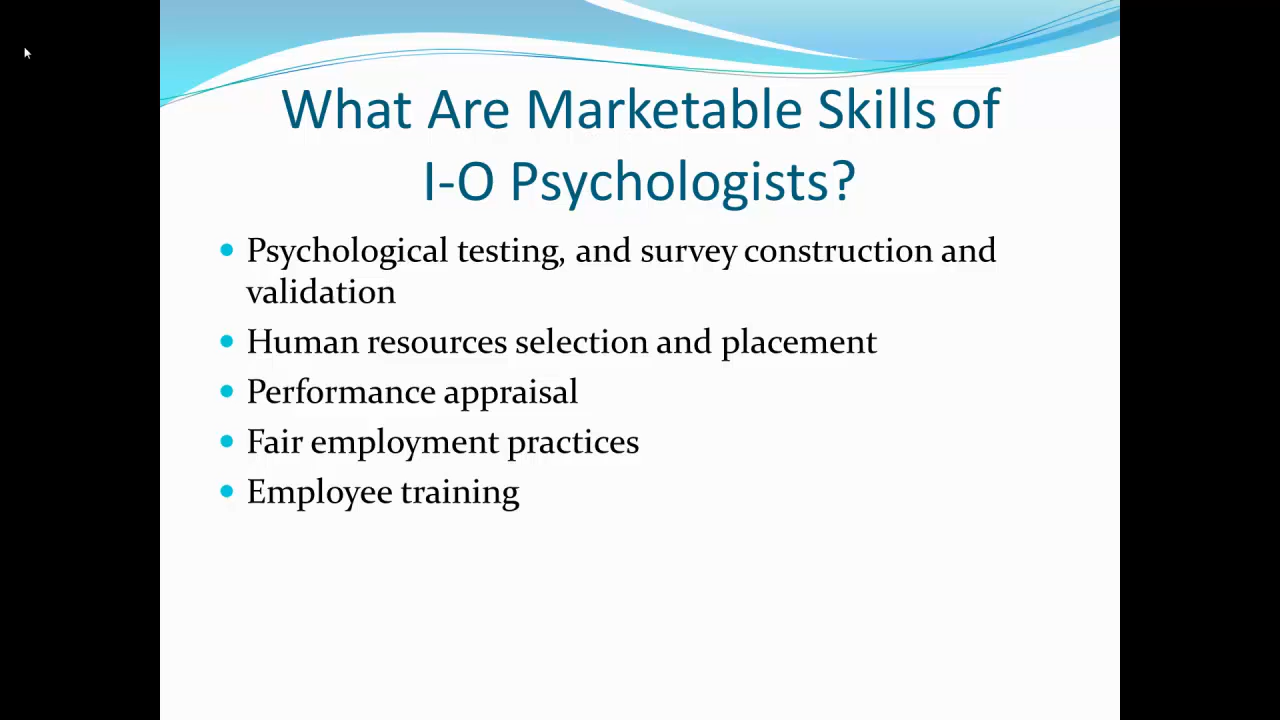 What Are Marketable Skills of
I-O Psychologists?
• Psychological testing, and survey construction and
validation
• Human resources selection and placement
• Performance appraisal
• Fair employment practices
• Employee training